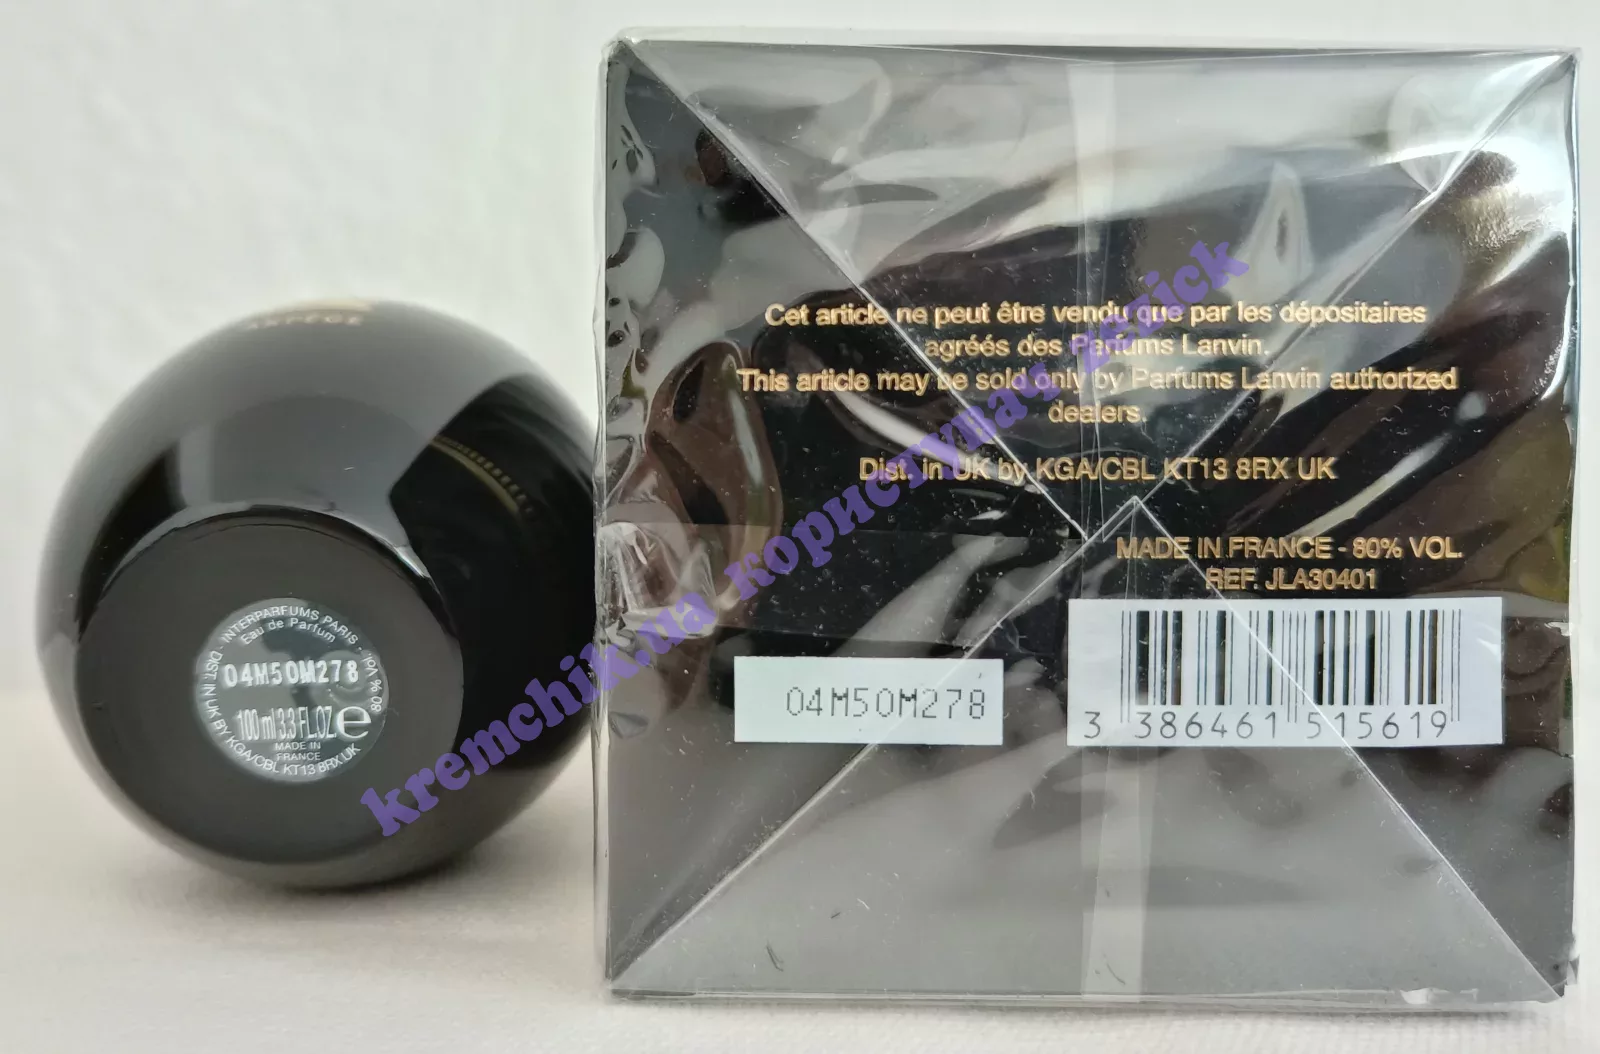 INTERPARFUMS PARIS -
Eau de Parfum
04M50M278
80 % VOL.
100 ml 3.3 FL.OZ e
MADE IN
FRANCE
- DIST. IN UK BY KGA/CBL KT13 8RX UK
Cet article ne peut être vendu que par les dépositaires
agréés des Parfums Lanvin.
This article may be sold only by Parfums Lanvin authorized
dealers.
Dist. in UK by KGA/CBL KT13 8RX UK
MADE IN FRANCE - 80% VOL.
REF. JLA30401
04M50M278
3 386461 515619
kremchik.ua користувач zezick